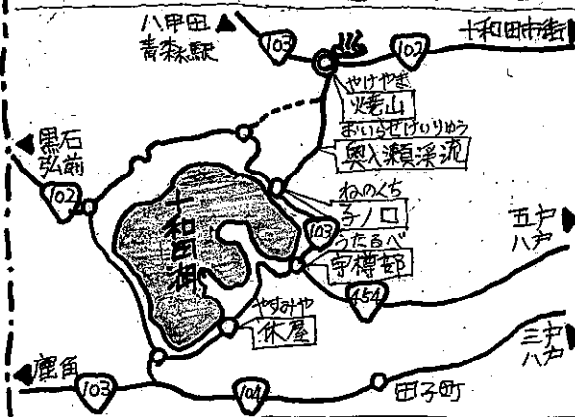 八甲田
青森駅
103
102
十和田市街
やけやま
焼山
おいらせけいりゅう
奥入瀬渓流
黒石
弘前
102
十和田湖
ねのくち
子ノ口
103
うたるべ
宇樽部
五戸
八戸
454
やすみや
休屋
三戸
八戸
鹿角
103
104
田子町